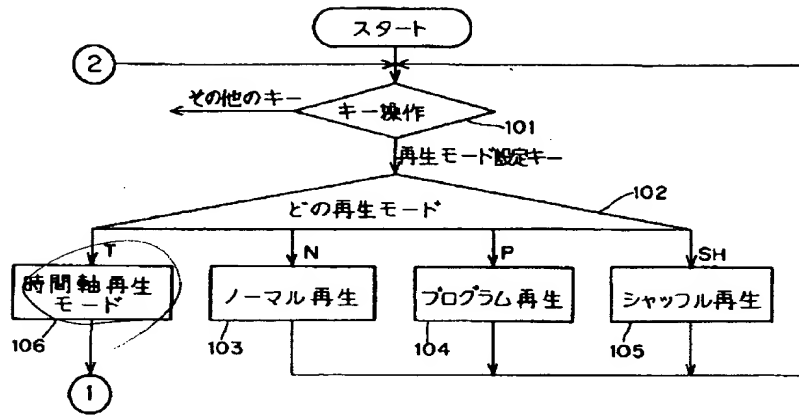 スタート
2
その他のキー
キー操作
101
再生モード設定キー
102
どの再生モード
T
N
P
SH
時間軸再生
モード
ノーマル再生
プログラム再生
シャッフル再生
106
103
104
105
1